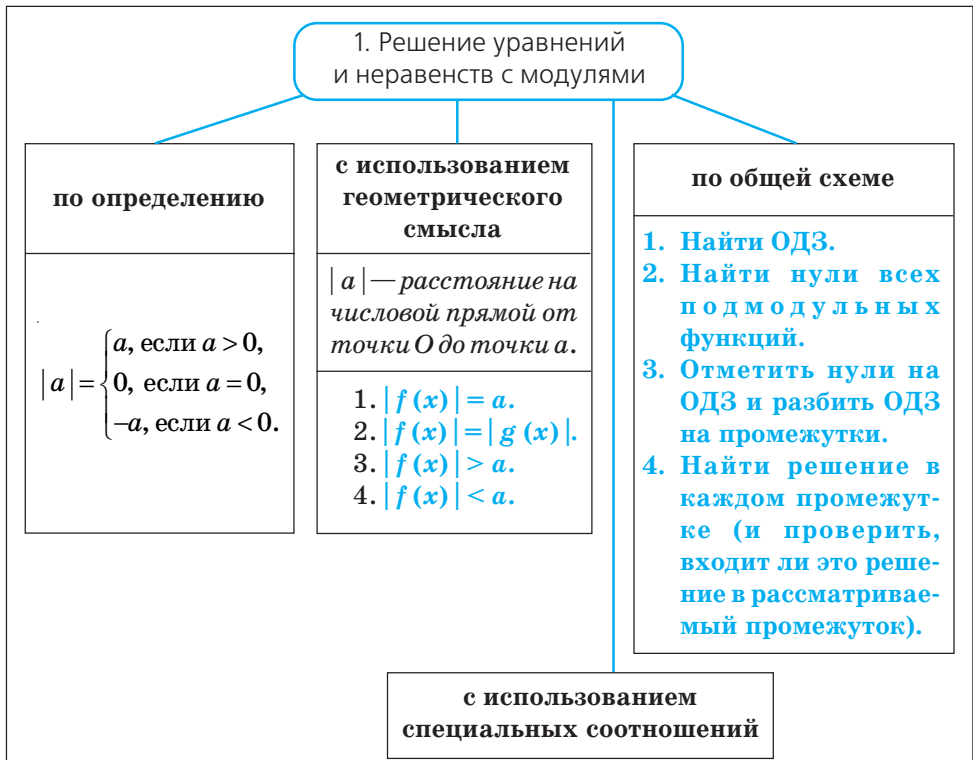 1. Решение уравнений
и неравенств с модулями
по определению
|a| = { a, если a > 0,
0, если a = 0,
−a, если a < 0.
с использованием
геометрического
смысла
|a| — расстояние на
числовой прямой от
точки O до точки a.
1. |f(x)| = a.
2. |f(x)| = |g(x)|.
3. |f(x)| > a.
4. |f(x)| < a.
по общей схеме
1. Найти ОДЗ.
2. Найти нули всех
подмодульных
функций.
3. Отметить нули на
ОДЗ и разбить ОДЗ
на промежутки.
4. Найти решение в
каждом промежут-
ке (и проверить,
входит ли это реше-
ние в рассматривае-
мый промежуток).
с использованием
специальных соотношений